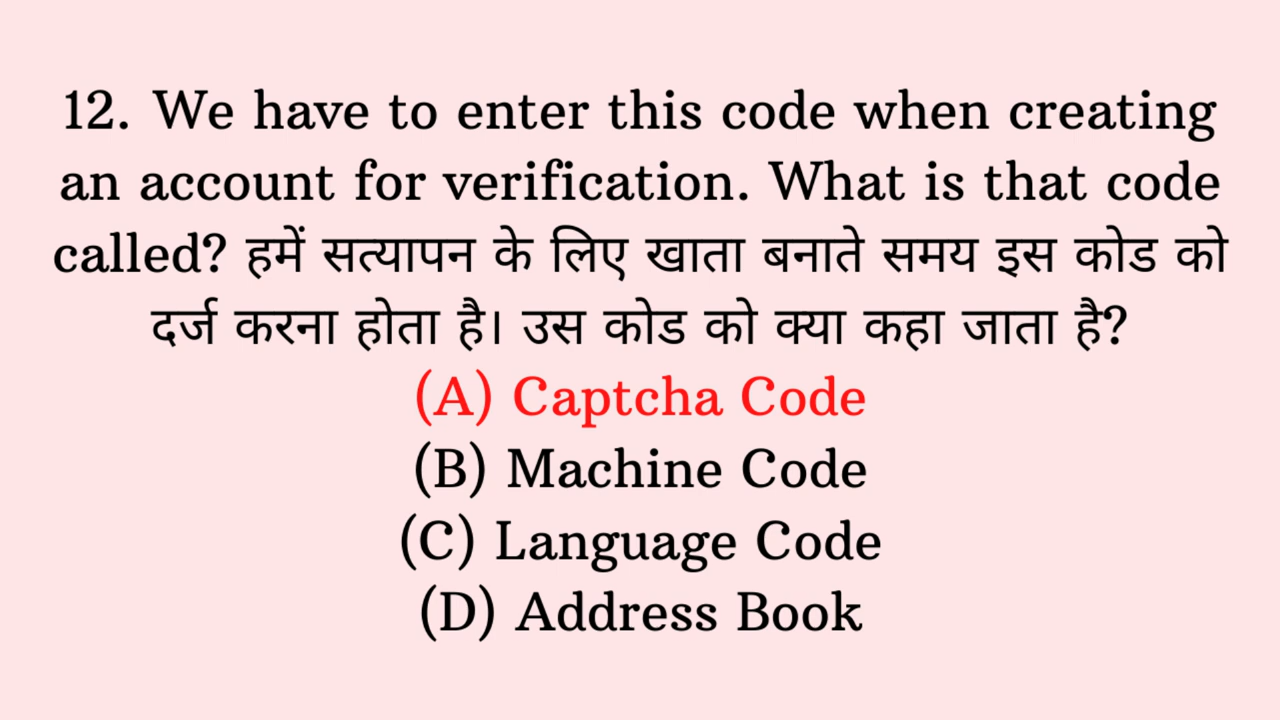 12. We have to enter this code when creating
an account for verification. What is that code
called? हमें सत्यापन के लिए खाता बनाते समय इस कोड को
दर्ज करना होता है। उस कोड को क्या कहा जाता है?
(A) Captcha Code
(B) Machine Code
(C) Language Code
(D) Address Book